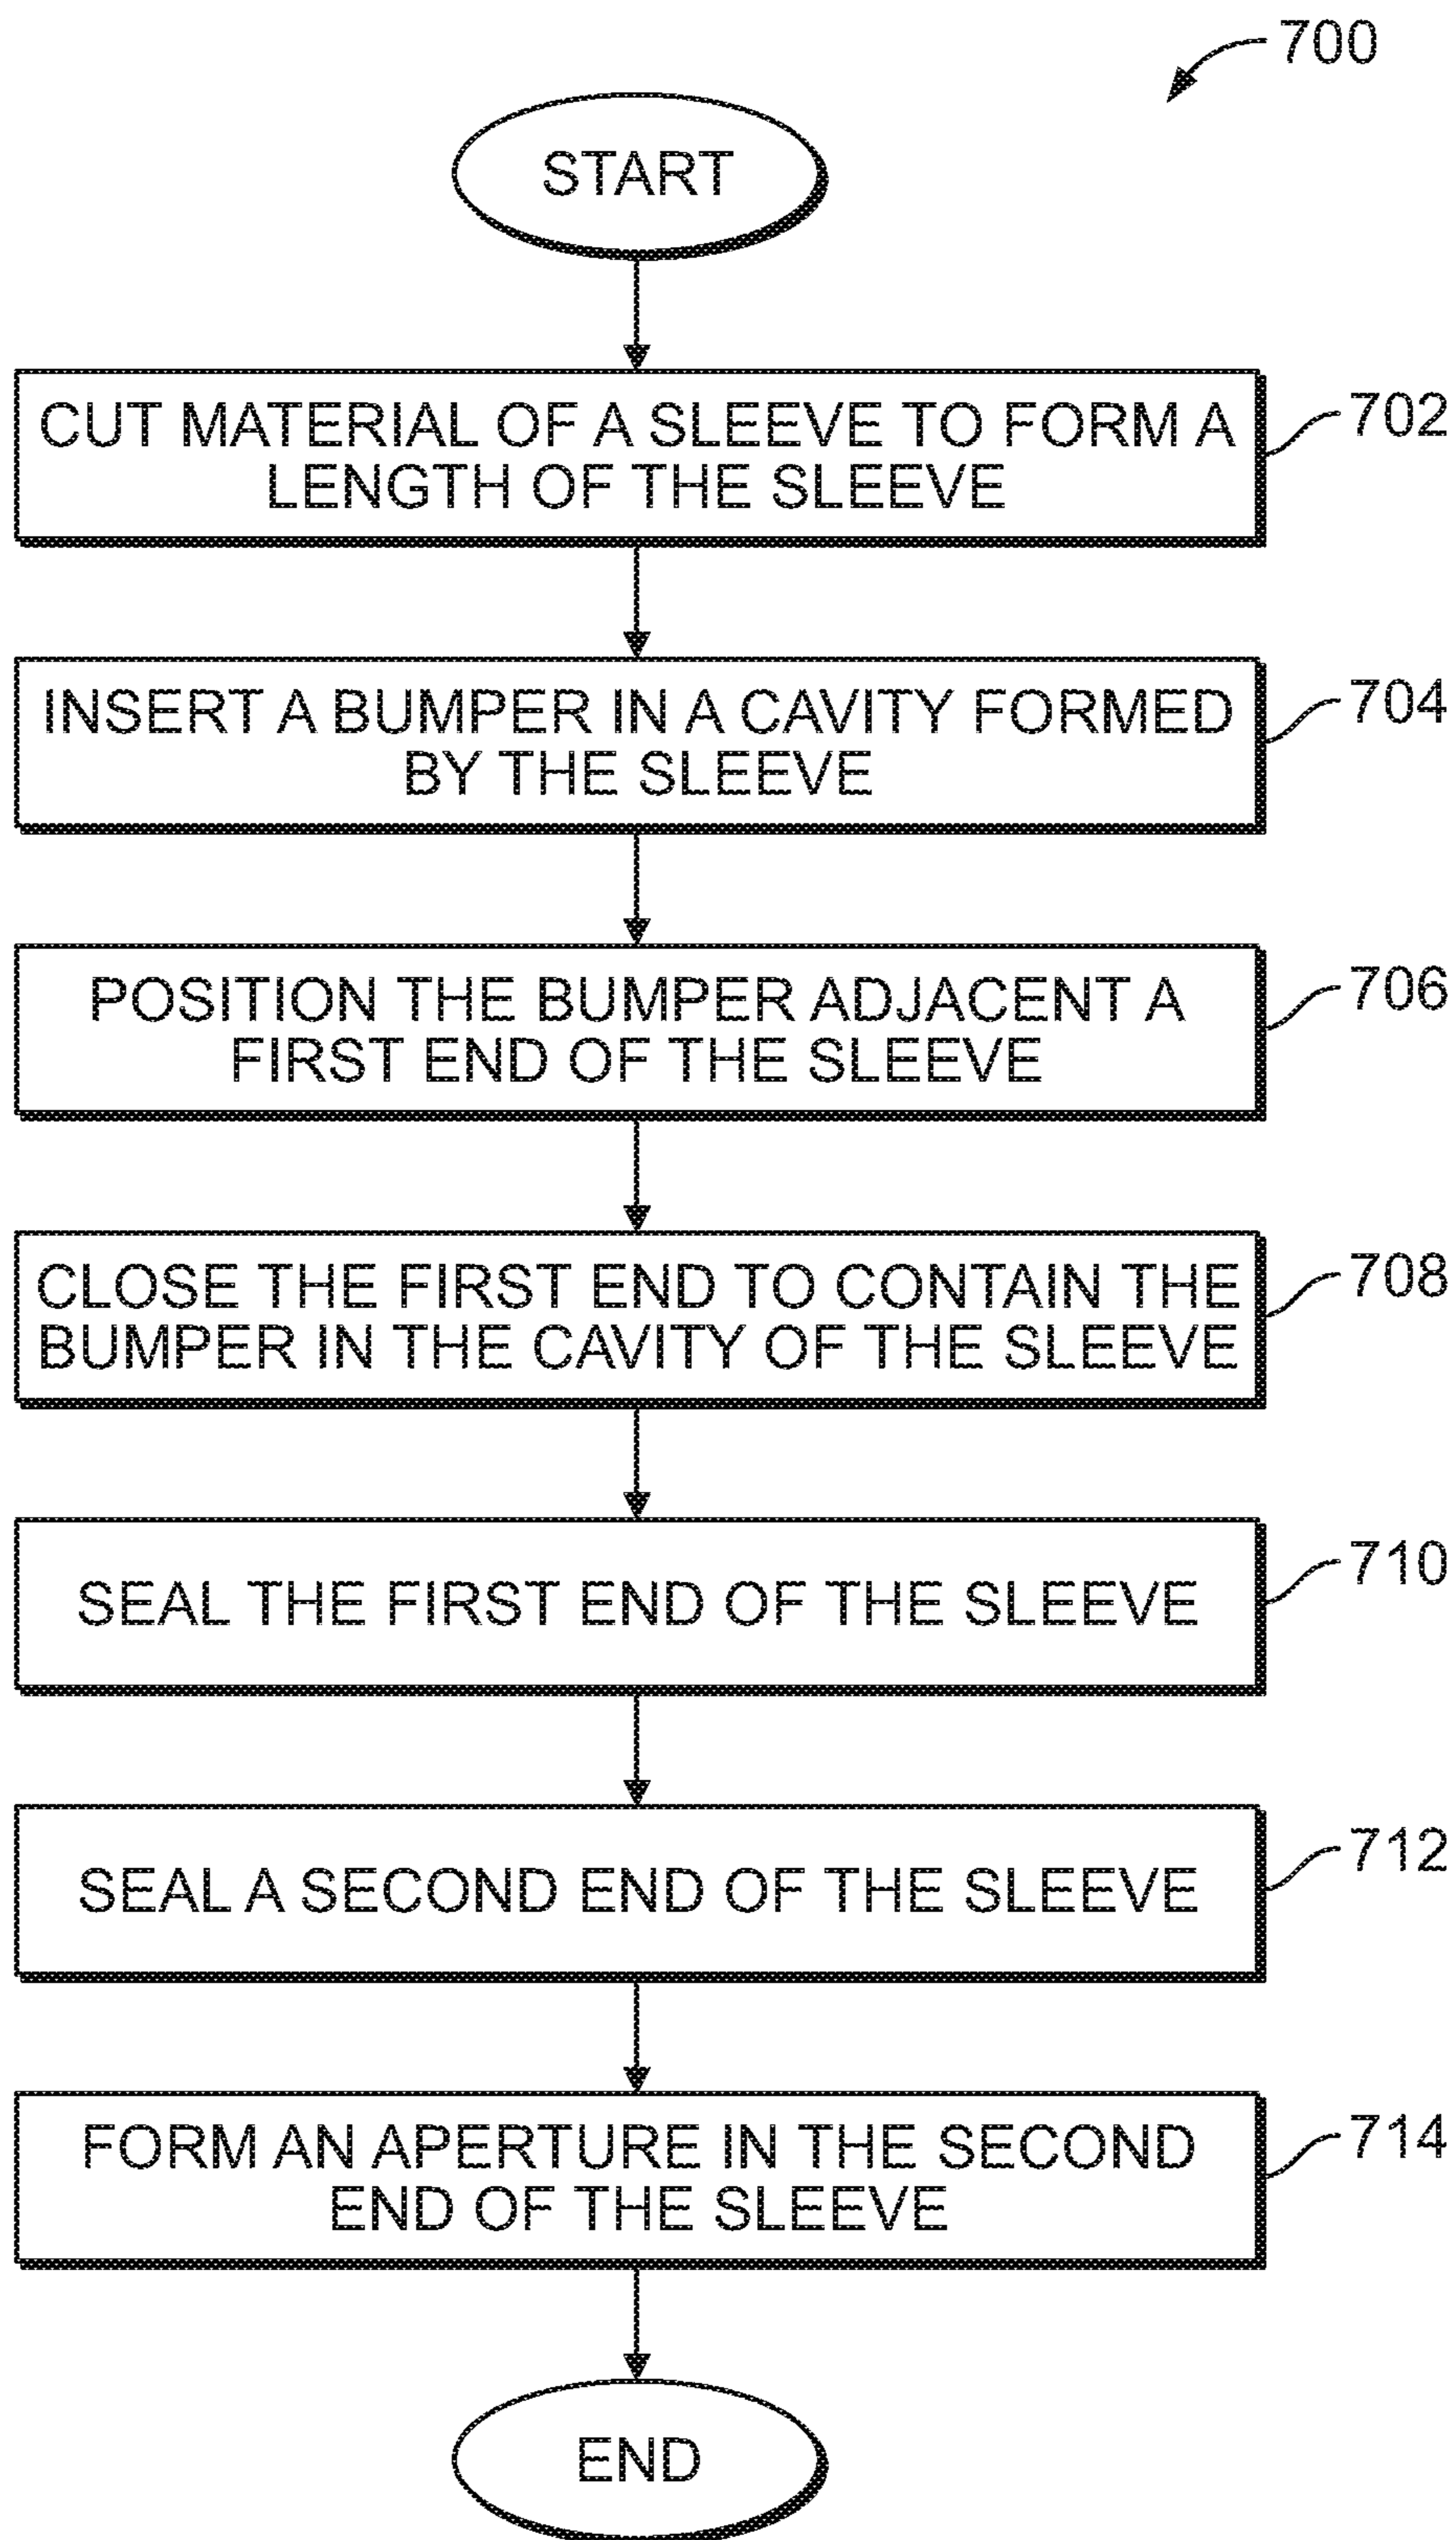 700
START
CUT MATERIAL OF A SLEEVE TO FORM A
LENGTH OF THE SLEEVE
702
INSERT A BUMPER IN A CAVITY FORMED
BY THE SLEEVE
704
POSITION THE BUMPER ADJACENT A
FIRST END OF THE SLEEVE
706
CLOSE THE FIRST END TO CONTAIN THE
BUMPER IN THE CAVITY OF THE SLEEVE
708
SEAL THE FIRST END OF THE SLEEVE
710
SEAL A SECOND END OF THE SLEEVE
712
FORM AN APERTURE IN THE SECOND
END OF THE SLEEVE
714
END